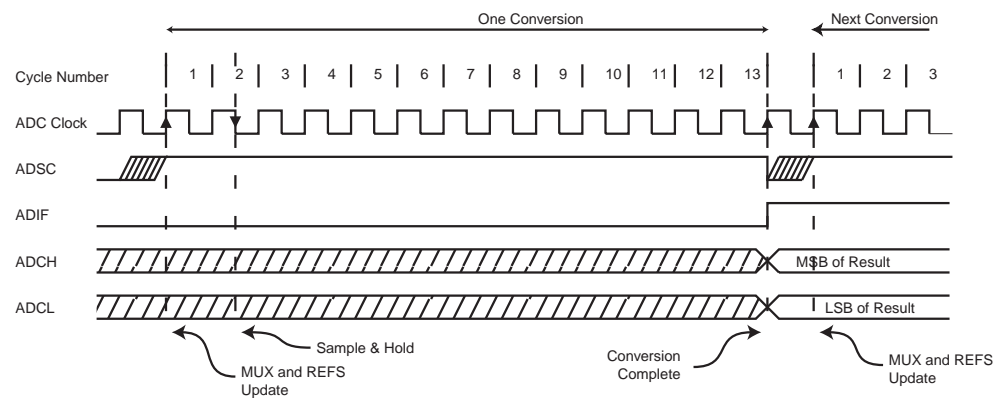 One Conversion
Next Conversion
Cycle Number
1 2 3 4 5 6 7 8 9 10 11 12 13 1 2 3
ADC Clock
ADSC
ADIF
ADCH
MSB of Result
ADCL
LSB of Result
Sample & Hold
MUX and REFS
Update
Conversion
Complete
MUX and REFS
Update